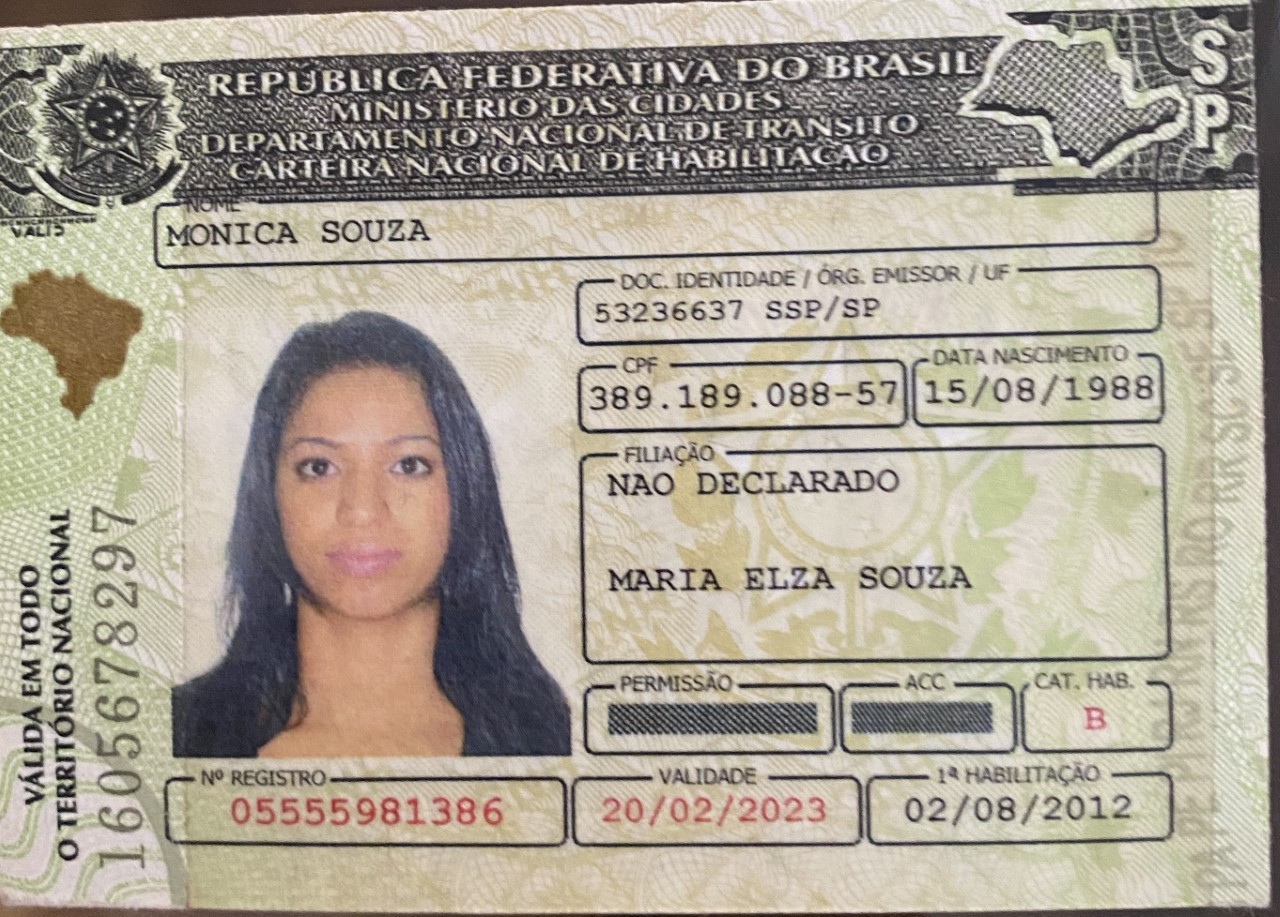 REPÚBLICA FEDERATIVA DO BRASIL
MINISTÉRIO DAS CIDADES
DEPARTAMENTO NACIONAL DE TRÂNSITO
CARTEIRA NACIONAL DE HABILITAÇÃO
SP
NOME
MONICA SOUZA
DOC. IDENTIDADE / ÓRG. EMISSOR / UF
53236637 SSP/SP
CPF
389.189.088-57
DATA NASCIMENTO
15/08/1988
FILIAÇÃO
NAO DECLARADO
MARIA ELZA SOUZA
PERMISSÃO
ACC
CAT. HAB.
B
Nº REGISTRO
05555981386
VALIDADE
20/02/2023
1ª HABILITAÇÃO
02/08/2012
VÁLIDA EM TODO
O TERRITÓRIO NACIONAL
1605678297